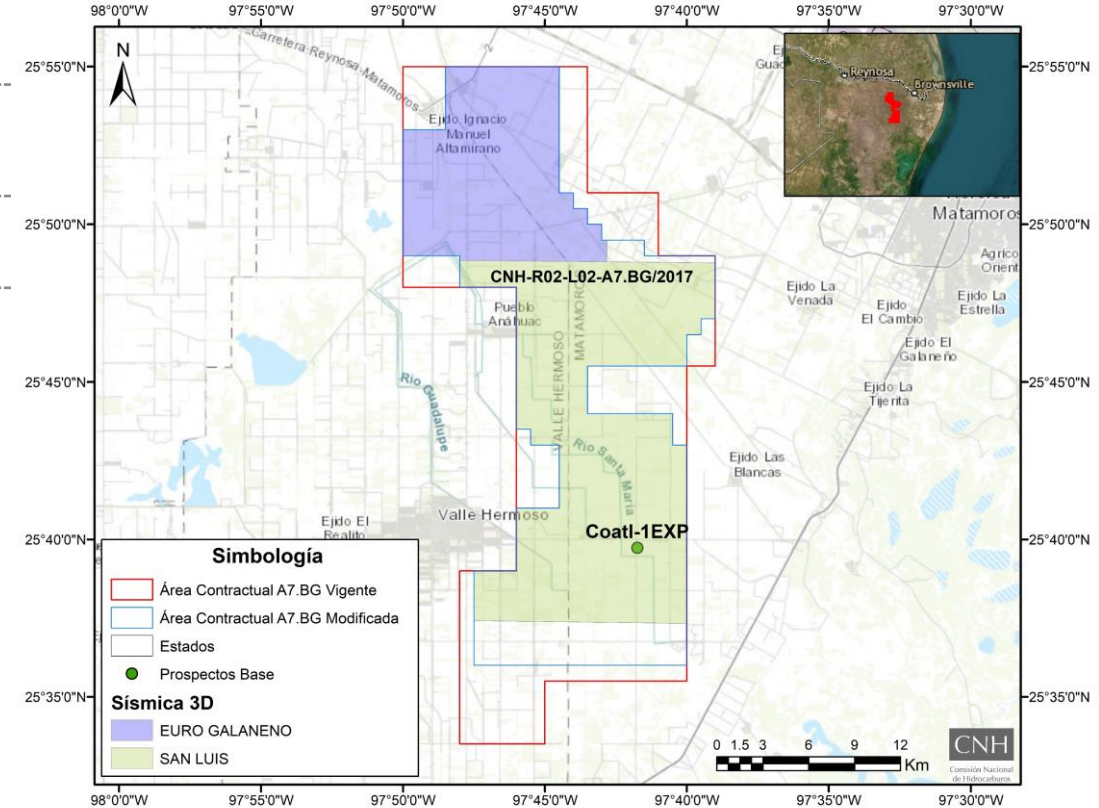 98°00'0"W 97°55'0"W 97°50'0"W 97°45'0"W 97°40'0"W 97°35'0"W 97°30'0"W
N
25°55'0"N
25°50'0"N
25°45'0"N
25°40'0"N
25°35'0"N
Carretera Reynosa-Matamoros
2
Ejido Ignacio
Manuel
Altamirano
Reynosa
Brownsville
25°55'0"N
25°50'0"N
25°45'0"N
25°40'0"N
25°35'0"N
Matamoros
CNH-R02-L02-A7.BG/2017
Pueblo
Anáhuac
MATAMOROS
VALLE HERMOSO
Rio Guadalupe
Rio Santa Maria
Ejido La
Venada
Ejido
El Cambio
Ejido La
Estrella
Ejido El
Galaneño
Ejido La
Tijerita
Ejido Las
Blancas
Valle Hermoso
Ejido El
Realito
Coatl-1EXP
Simbología
Área Contractual A7.BG Vigente
Área Contractual A7.BG Modificada
Estados
Prospectos Base
Sísmica 3D
EURO GALANENO
SAN LUIS
0 1.5 3 6 9 12
Km
CNH
Comisión Nacional
de Hidrocarburos
98°00'0"W 97°55'0"W 97°50'0"W 97°45'0"W 97°40'0"W 97°35'0"W 97°30'0"W